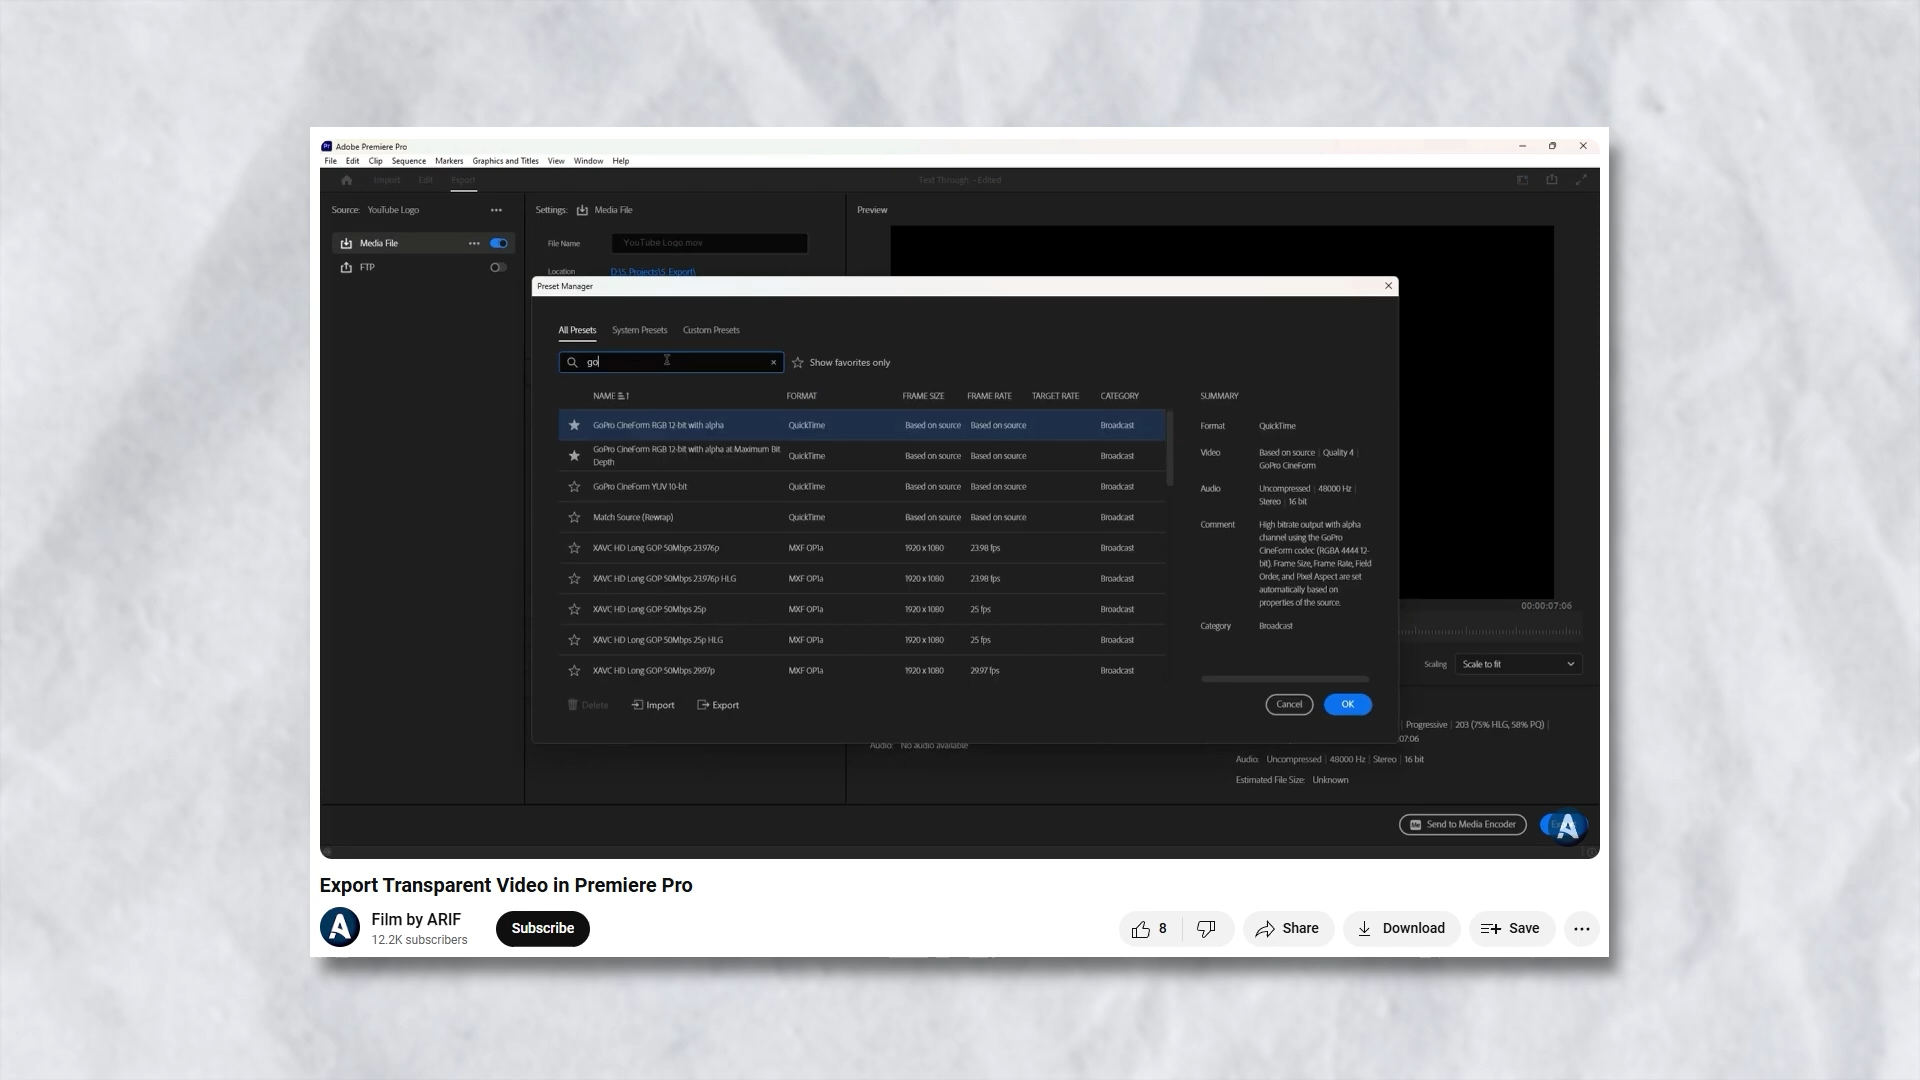 Adobe Premiere Pro
File Edit Clip Sequence Markers Graphics and Titles View Window Help
Import Edit Export Text Through - Edited
Source: YouTube Logo
Settings: Media File
Preview
Media File
File Name YouTube Logo.mov
FTP
Location D:\5. Projects\5. Export\
Preset Manager
All Presets System Presets Custom Presets
go
Show favorites only
NAME FORMAT FRAME SIZE FRAME RATE TARGET RATE CATEGORY
GoPro CineForm RGB 12-bit with alpha QuickTime Based on source Based on source Broadcast
GoPro CineForm RGB 12-bit with alpha at Maximum Bit
Depth QuickTime Based on source Based on source Broadcast
GoPro CineForm YUV 10-bit QuickTime Based on source Based on source Broadcast
Match Source (Rewrap) QuickTime Based on source Based on source Broadcast
XAVC HD Long GOP 50Mbps 23.976p MXF OP1a 1920 x 1080 23.98 fps Broadcast
XAVC HD Long GOP 50Mbps 23.976p HLG MXF OP1a 1920 x 1080 23.98 fps Broadcast
XAVC HD Long GOP 50Mbps 25p MXF OP1a 1920 x 1080 25 fps Broadcast
XAVC HD Long GOP 50Mbps 25p HLG MXF OP1a 1920 x 1080 25 fps Broadcast
XAVC HD Long GOP 50Mbps 29.97p MXF OP1a 1920 x 1080 29.97 fps Broadcast
SUMMARY
Format QuickTime
Video Based on source | Quality 4 |
GoPro CineForm
Audio Uncompressed | 48000 Hz |
Stereo | 16 bit
Comment High bitrate output with alpha
channel using the GoPro
CineForm codec (RGBA 4444 12-
bit). Frame Size, Frame Rate, Field
Order, and Pixel Aspect are set
automatically based on
properties of the source.
Category Broadcast
Delete Import Export
Cancel OK
00:00:07:06
Scaling Scale to fit
Progressive | 203 (75% HLG, 58% PQ) |
07:06
Audio: No audio available
Audio: Uncompressed | 48000 Hz | Stereo | 16 bit
Estimated File Size: Unknown
Send to Media Encoder
Export Transparent Video in Premiere Pro
Film by ARIF
12.2K subscribers
Subscribe
8
Share
Download
Save